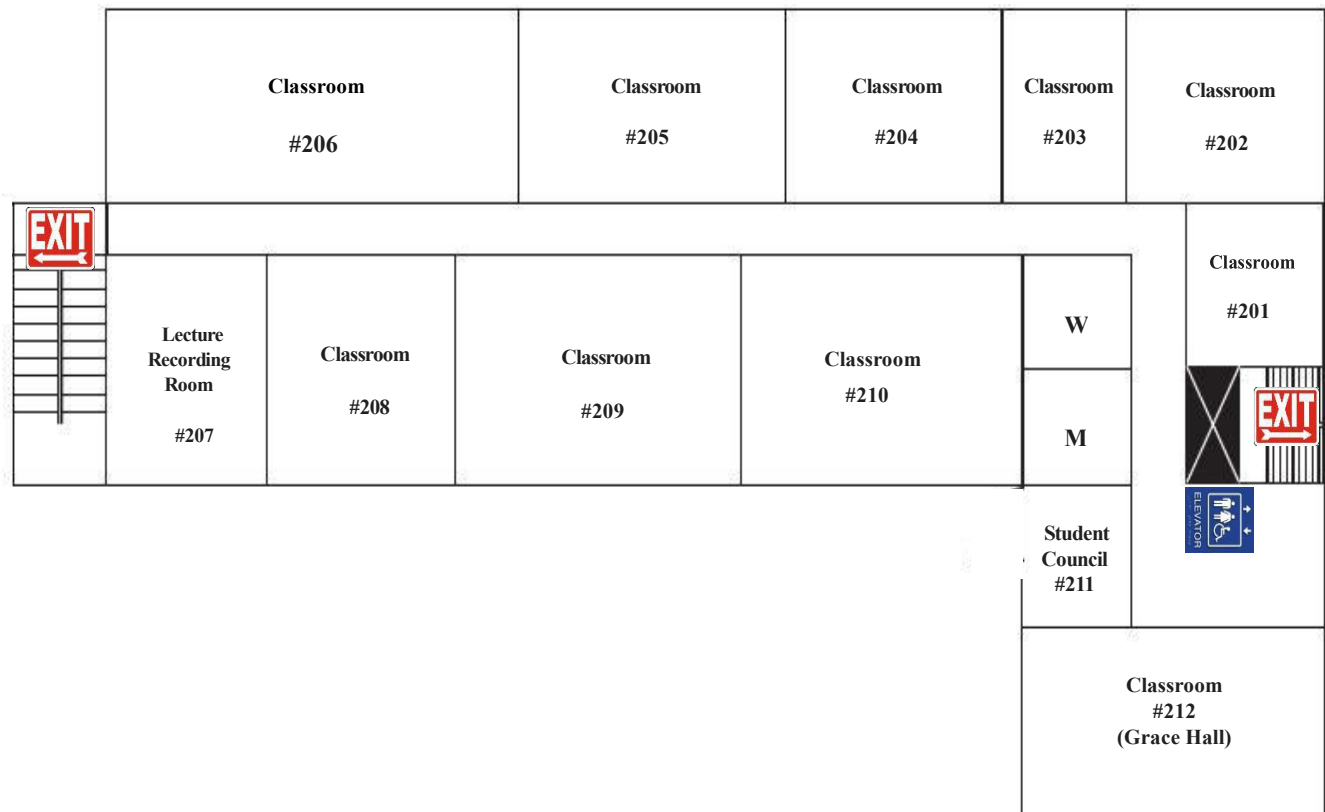 Classroom
#206
Classroom
#205
Classroom
#204
Classroom
#203
Classroom
#202
EXIT
Classroom
#201
Lecture
Recording
Room
#207
Classroom
#208
Classroom
#209
Classroom
#210
W
M
EXIT
ELEVATOR
Student
Council
#211
Classroom
#212
(Grace Hall)